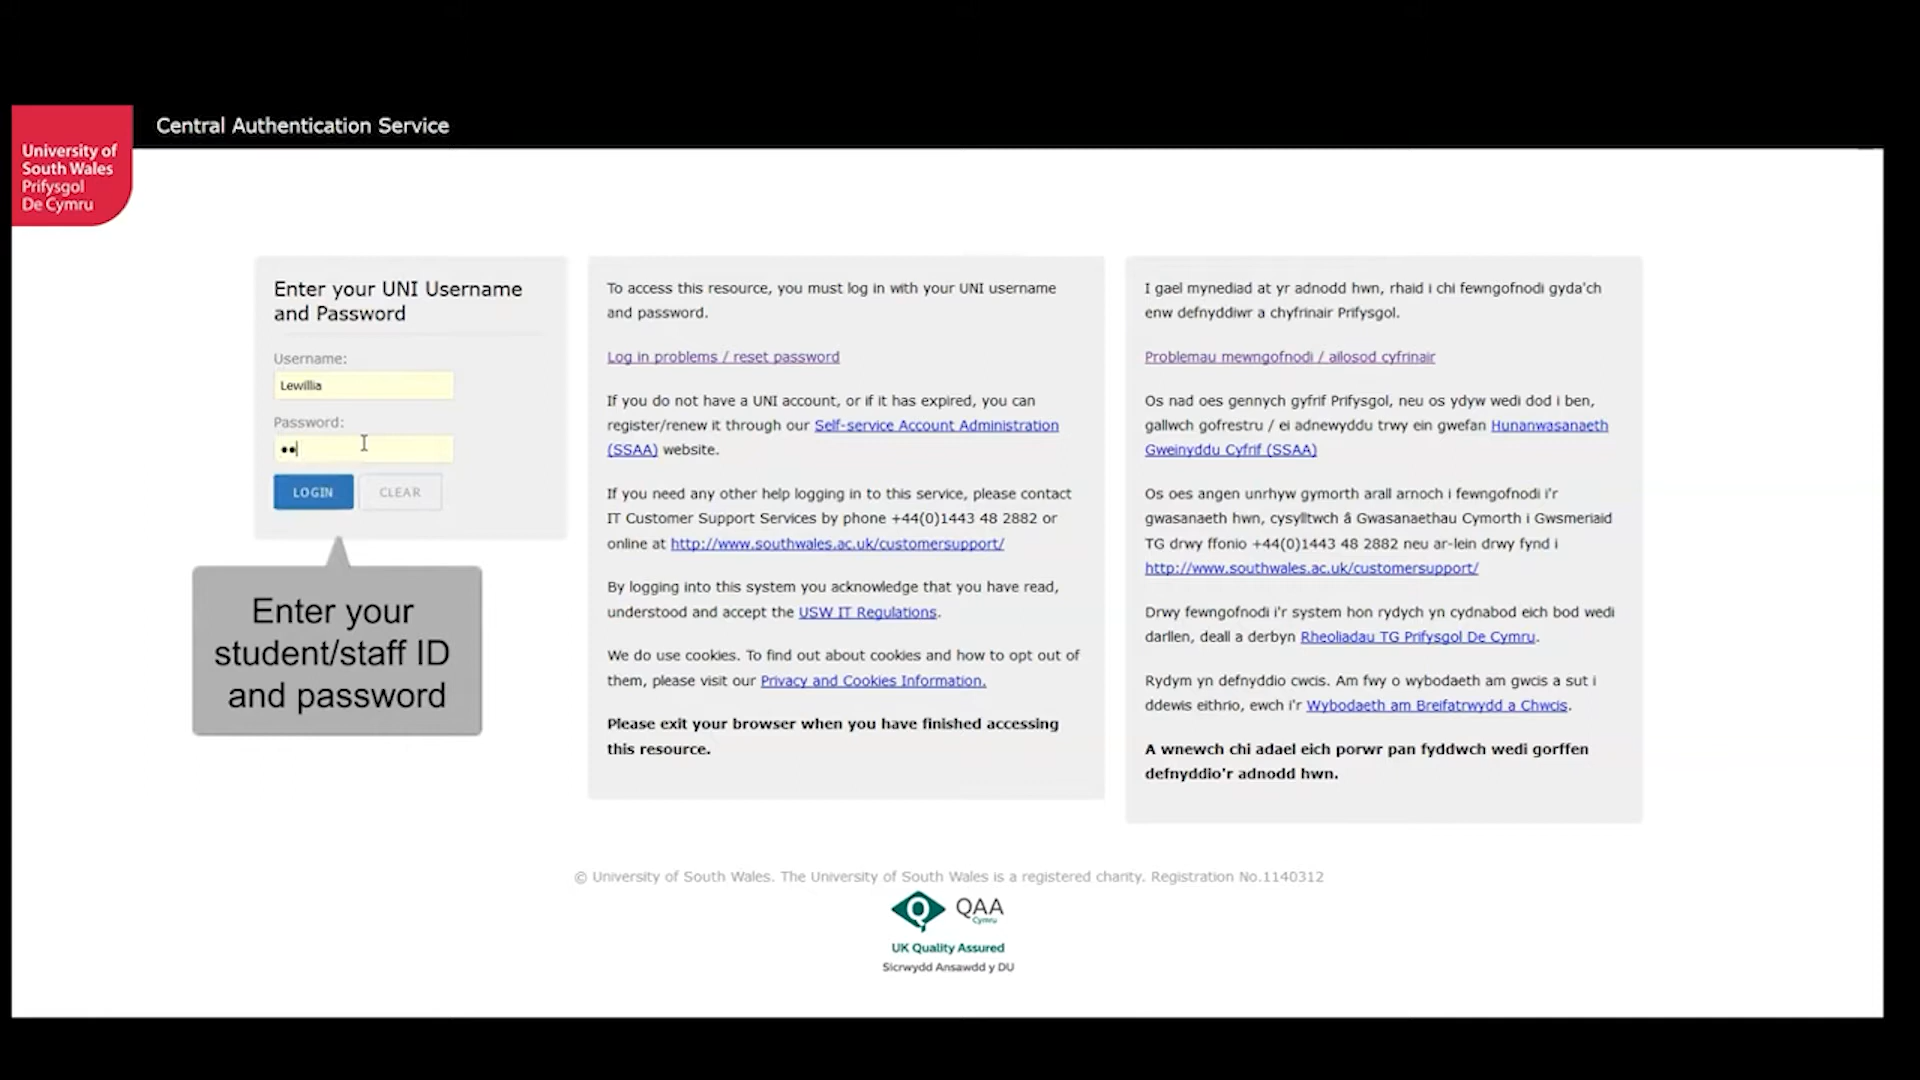 Central Authentication Service
University of
South Wales
Prifysgol
De Cymru
Enter your UNI Username
and Password
Username:
Lewillia
Password:
LOGIN
CLEAR
Enter your
student/staff ID
and password
To access this resource, you must log in with your UNI username
and password.
Log in problems / reset password
If you do not have a UNI account, or if it has expired, you can
register/renew it through our Self-service Account Administration
(SSAA) website.
If you need any other help logging in to this service, please contact
IT Customer Support Services by phone +44(0)1443 48 2882 or
online at http://www.southwales.ac.uk/customersupport/
By logging into this system you acknowledge that you have read,
understood and accept the USW IT Regulations.
We do use cookies. To find out about cookies and how to opt out of
them, please visit our Privacy and Cookies Information.
Please exit your browser when you have finished accessing
this resource.
I gael mynediad at yr adnodd hwn, rhaid i chi fewngofnodi gyda'ch
enw defnyddiwr a chyfrinair Prifysgol.
Problemau mewngofnodi / ailosod cyfrinair
Os nad oes gennych gyfrif Prifysgol, neu os ydyw wedi dod i ben,
gallwch gofrestru / ei adnewyddu trwy ein gwefan Hunanwasanaeth
Gweinyddu Cyfrif (SSAA)
Os oes angen unrhyw gymorth arall arnoch i fewngofnodi i'r
gwasanaeth hwn, cysylltwch â Gwasanaethau Cymorth i Gwsmeriaid
TG drwy ffonio +44(0)1443 48 2882 neu ar-lein drwy fynd i
http://www.southwales.ac.uk/customersupport/
Drwy fewngofnodi i'r system hon rydych yn cydnabod eich bod wedi
darllen, deall a derbyn Rheoliadau TG Prifysgol De Cymru.
Rydym yn defnyddio cwcis. Am fwy o wybodaeth am gwcis a sut i
ddewis eithrio, ewch i'r Wybodaeth am Breifatrwydd a Chwcis.
A wnewch chi adael eich porwr pan fyddwch wedi gorffen
defnyddio'r adnodd hwn.
© University of South Wales. The University of South Wales is a registered charity. Registration No.1140312
QAA
Cymru
UK Quality Assured
Sicrwydd Ansawdd y DU